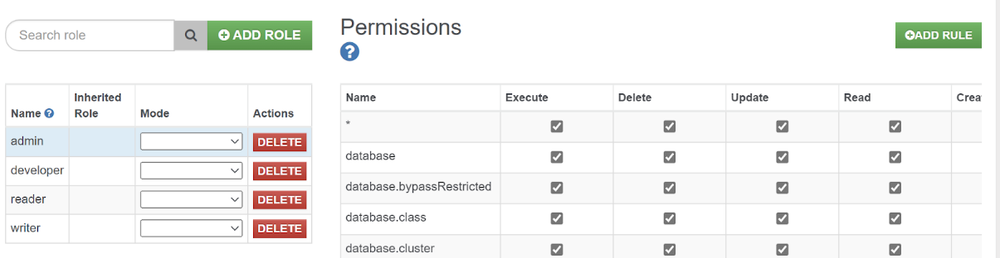 Search role
ADD ROLE
Permissions
?
ADD RULE
Name ? Inherited Role Mode Actions
admin DELETE
developer DELETE
reader DELETE
writer DELETE
Name Execute Delete Update Read
*
database
database.bypassRestricted
database.class
database.cluster